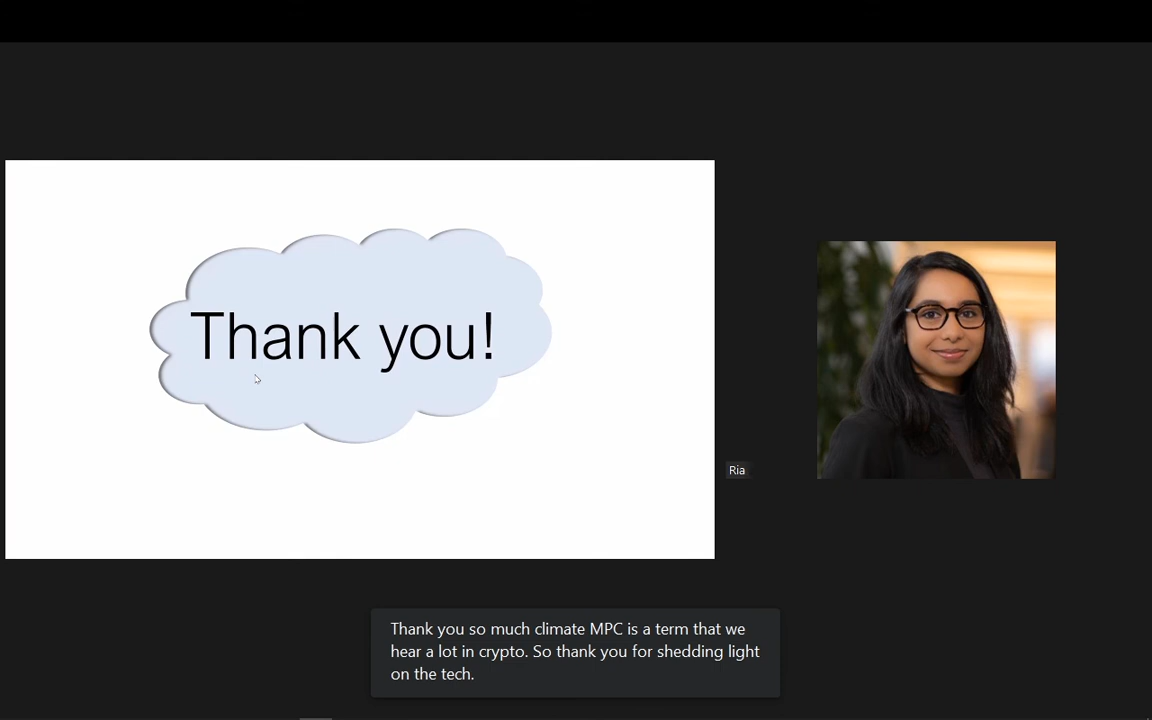 Thank you!
Ria
Thank you so much climate MPC is a term that we
hear a lot in crypto. So thank you for shedding light
on the tech.